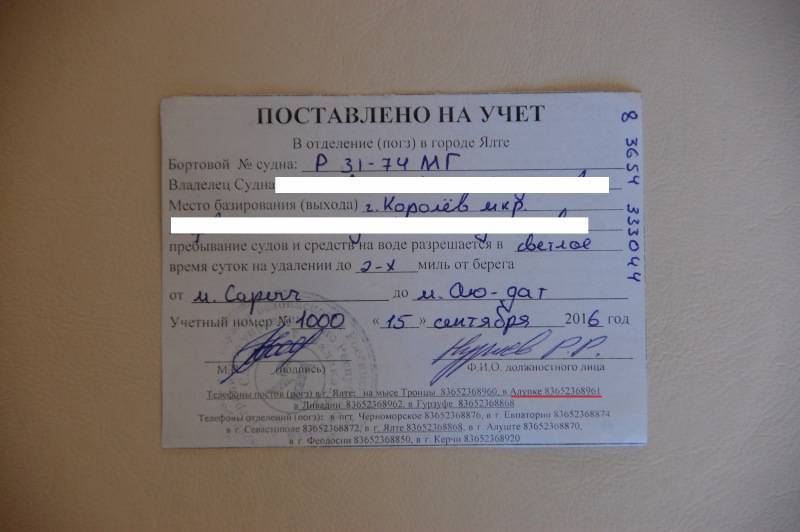 ПОСТАВЛЕНО НА УЧЕТ
В отделение (погз) в городе Ялте
Бортовой № судна: Р 31-74 МГ
Владелец Судна
Место базирования (выхода) г. Королёв мкр.
пребывание судов и средств на воде разрешается в светлое
время суток на удалении до 2-х миль от берега
от м. Сарыч до м. Аю-даг
Учетный номер № 1000 «15» сентября 2016 год
М.П. (подпись) Ф.И.О. должностного лица
Телефоны постов (погз) в г. Ялте: на мысе Троицы 83652368960, в Алупке 83652368961
в Ливадии 83652368962, в Гурзуфе 83652368868
Телефоны отделений (погз): в пгт. Черноморское 83652368876, в г. Евпатории 83652368874
в г. Севастополе 83652368872, в г. Ялте 83652368868, в г. Алуште 83652368870,
в г. Феодосии 83652368850, в г. Керчи 83652368920
8 3654 333044